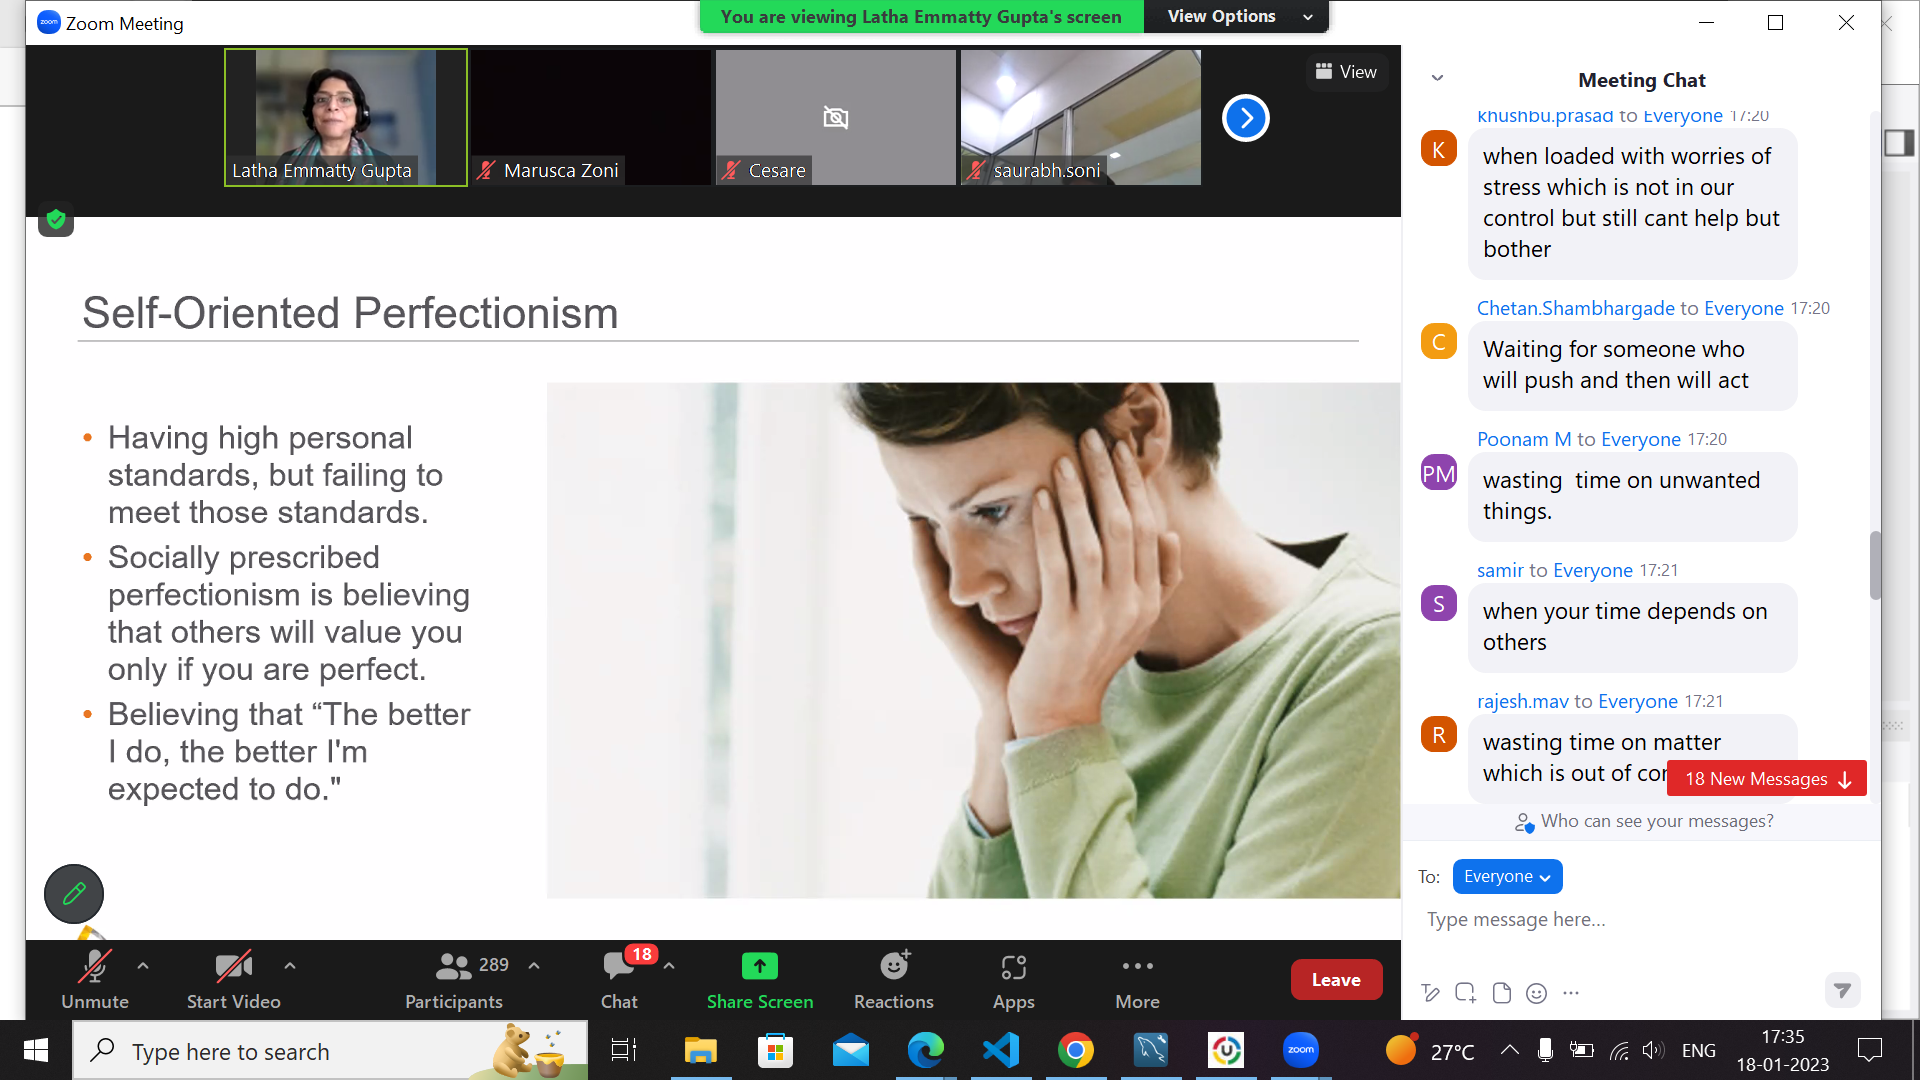 zoom Zoom Meeting
You are viewing Latha Emmatty Gupta's screen
View Options
Latha Emmatty Gupta
Marusca Zoni
Cesare
saurabh.soni
View
Self-Oriented Perfectionism
• Having high personal
standards, but failing to
meet those standards.
• Socially prescribed
perfectionism is believing
that others will value you
only if you are perfect.
• Believing that “The better
I do, the better I'm
expected to do."
Meeting Chat
khushbu.prasad to Everyone 17:20
K
when loaded with worries of
stress which is not in our
control but still cant help but
bother
Chetan.Shambhargade to Everyone 17:20
C
Waiting for someone who
will push and then will act
Poonam M to Everyone 17:20
PM
wasting  time on unwanted
things.
samir to Everyone 17:21
S
when your time depends on
others
rajesh.mav to Everyone 17:21
R
wasting time on matter
which is out of
18 New Messages
Who can see your messages?
To: Everyone
Type message here...
Unmute
Start Video
289
Participants
18
Chat
Share Screen
Reactions
Apps
More
Leave
Type here to search
zoom
27°C
ENG
17:35
18-01-2023